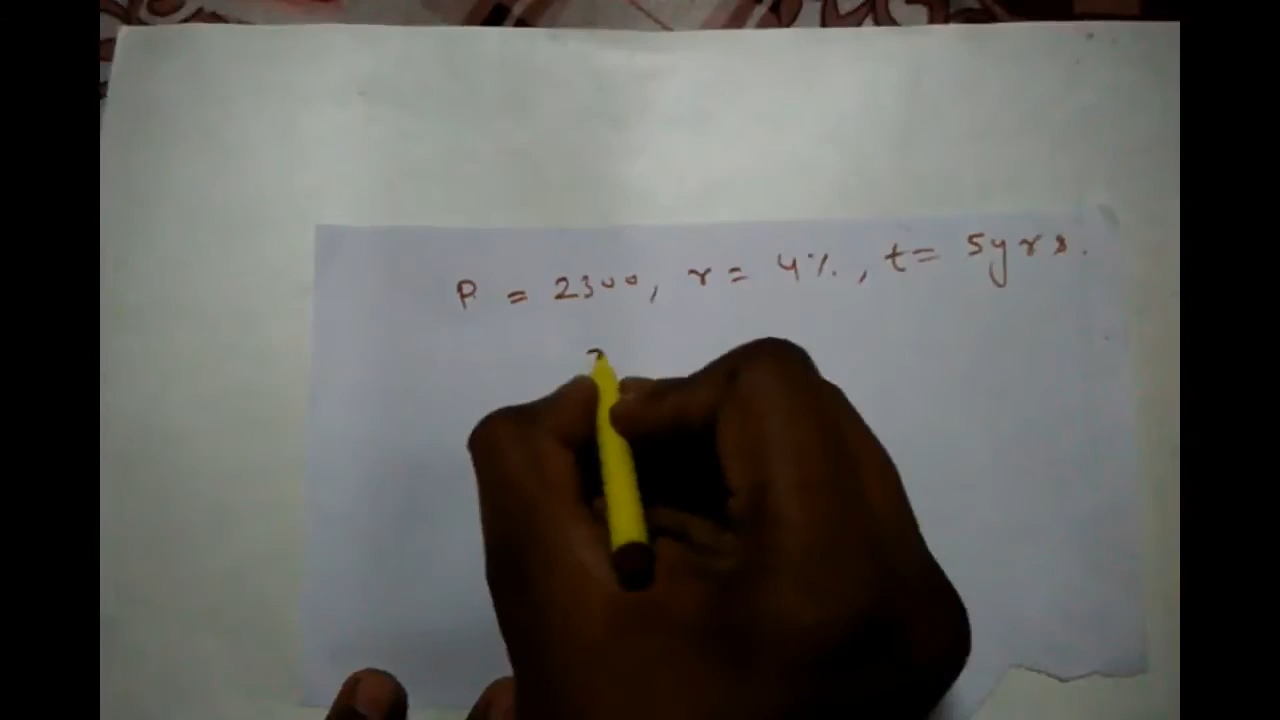 P = 2300, r = 4%, t = 5yrs.